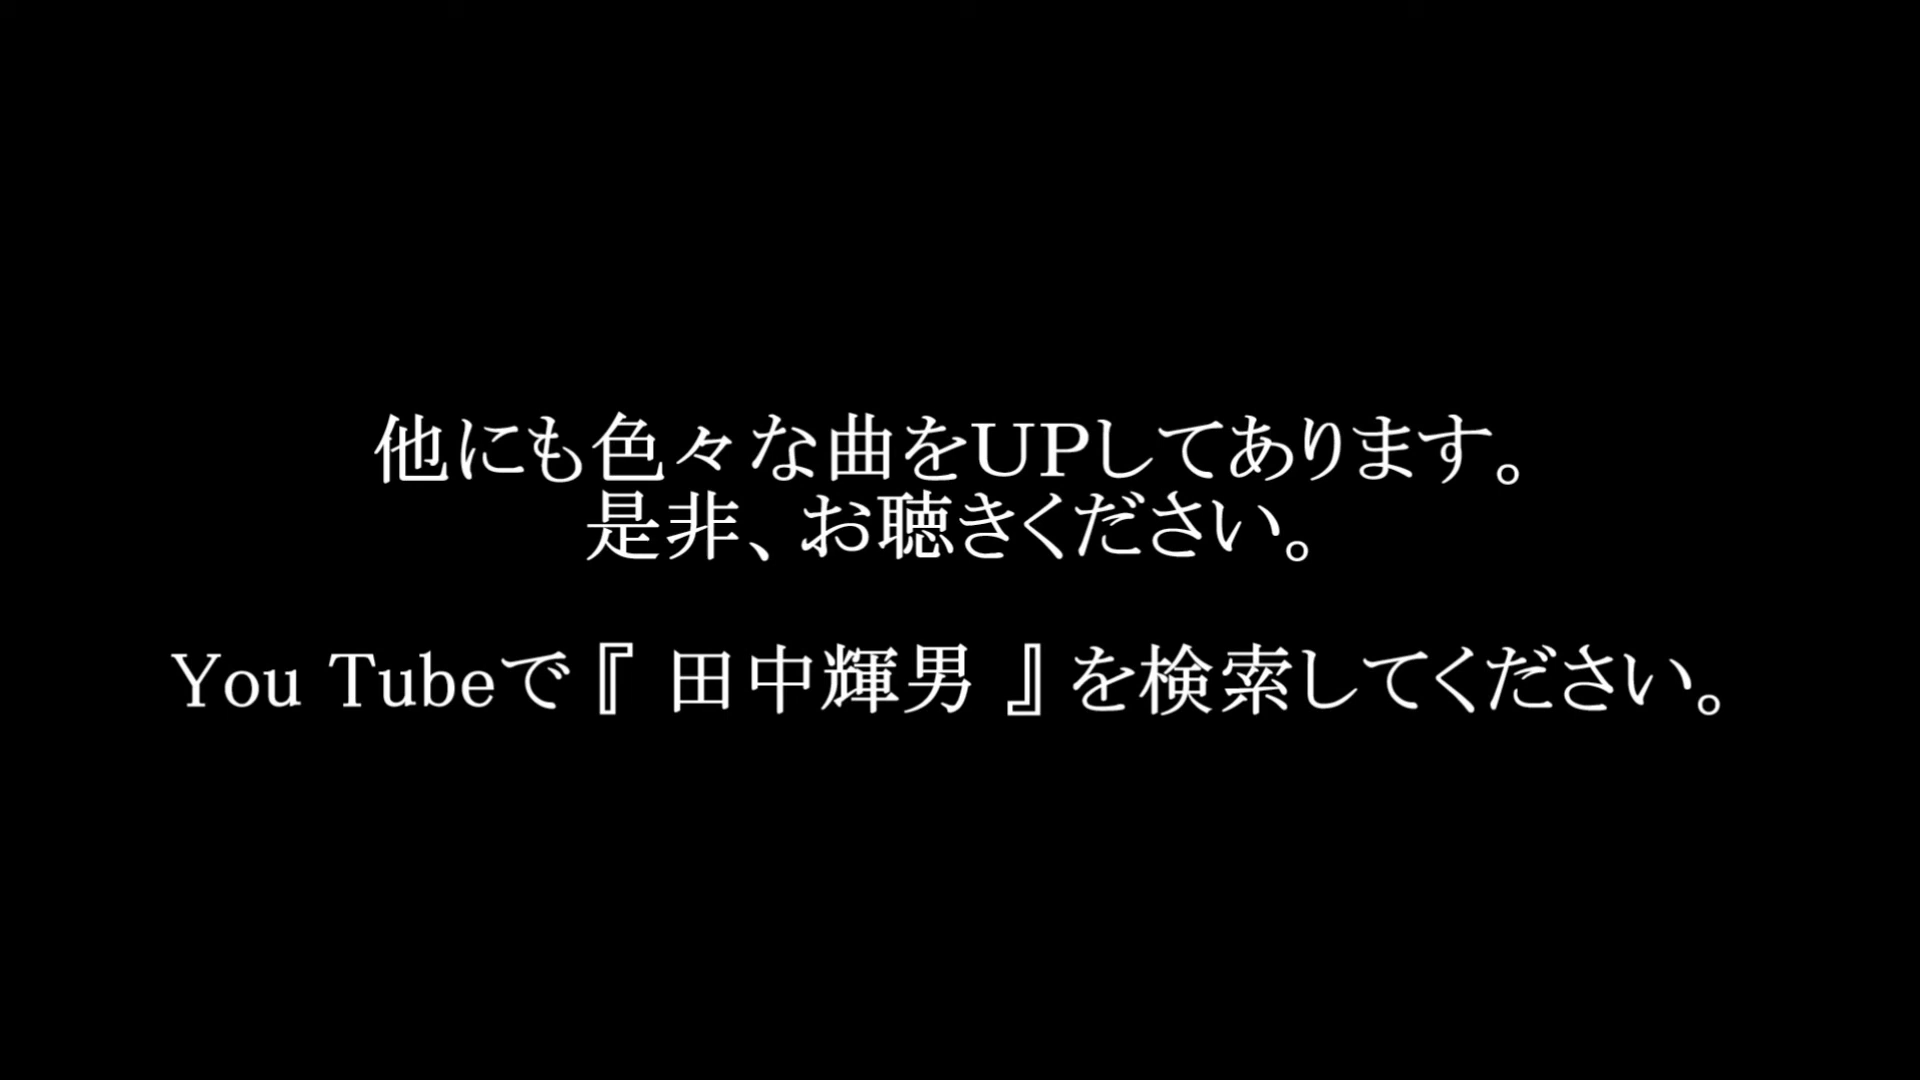 他にも色々な曲をUPしてあります。
是非、お聴きください。
You Tubeで『 田中輝男 』を検索してください。